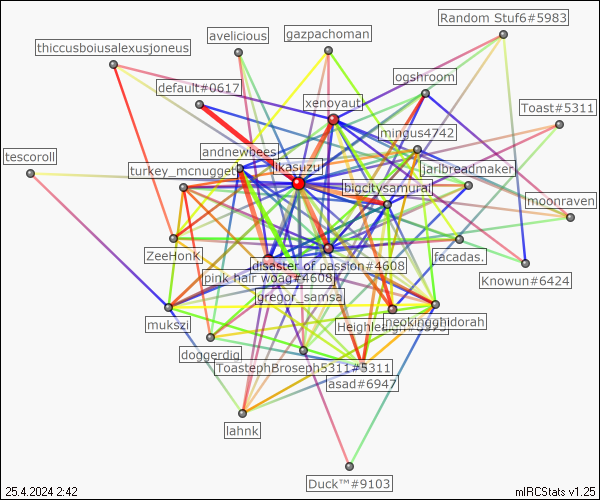 Random Stuf6#5983
avelicious
gazpachoman
thiccusboiusalexusjoneus
ogshroom
default#0617
xenoyaut
Toast#5311
mingus4742
andnewbees
tescoroll
turkey_mcnugget
ikasuzu
jarlbreadmaker
bigcitysamurai
moonraven
ZeeHonk
disaster of passion#4608
facadas.
pink hair woag#4608
Knowun#6424
gregor_samsa
mukszi
Heighleigh
neokingghidorah
doggerdig
ToastephBroseph5311#5311
asad#6947
lahnk
Duck™#9103
25.4.2024 2:42
mIRCStats v1.25